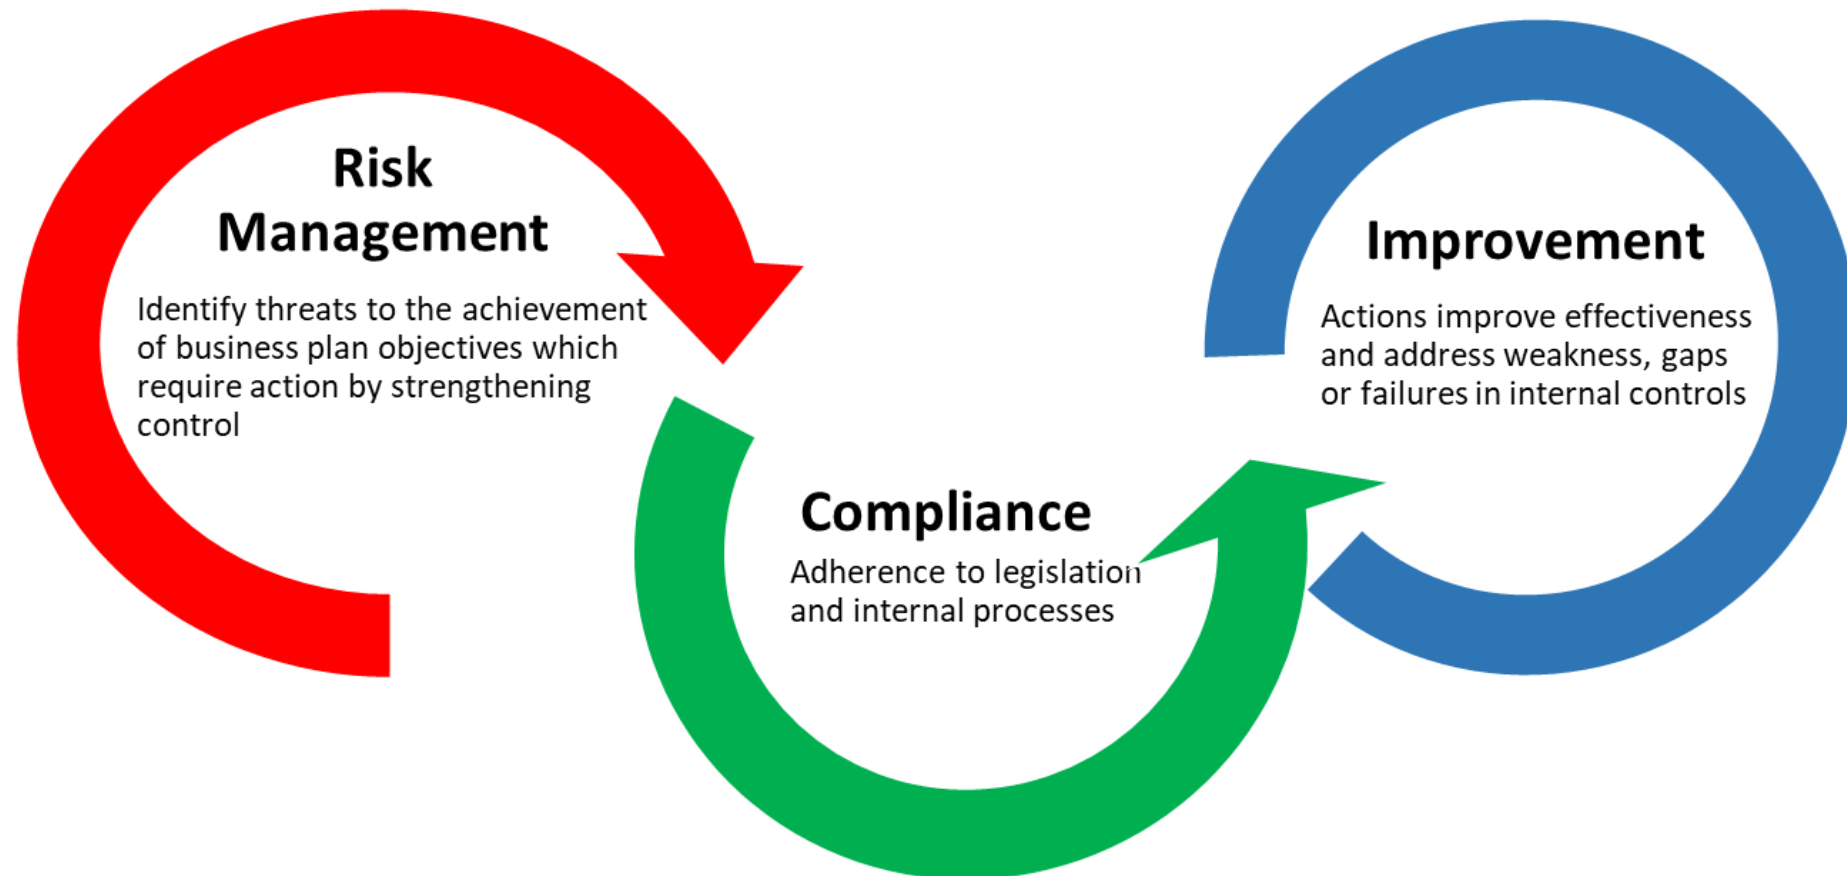 Risk
Management
Identify threats to the achievement
of business plan objectives which
require action by strengthening
control
Compliance
Adherence to legislation
and internal processes
Improvement
Actions improve effectiveness
and address weakness, gaps
or failures in internal controls